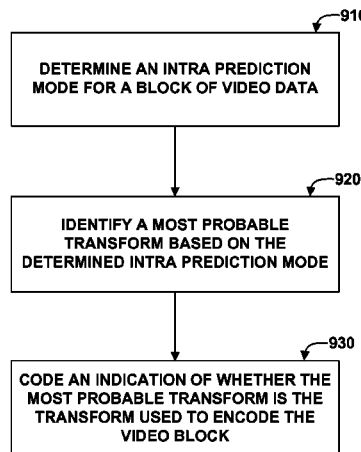 910
DETERMINE AN INTRA PREDICTION
MODE FOR A BLOCK OF VIDEO DATA
920
IDENTIFY A MOST PROBABLE
TRANSFORM BASED ON THE
DETERMINED INTRA PREDICTION MODE
930
CODE AN INDICATION OF WHETHER THE
MOST PROBABLE TRANSFORM IS THE
TRANSFORM USED TO ENCODE THE
VIDEO BLOCK